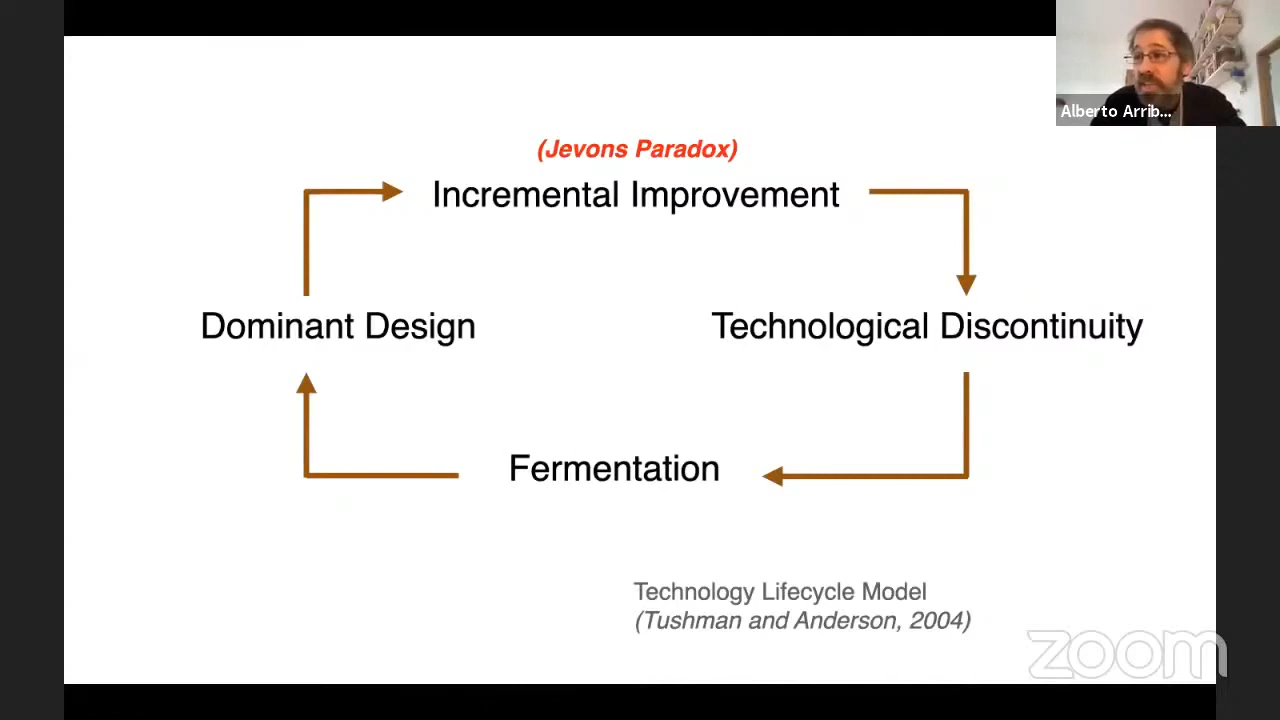 Alberto Arrib...
(Jevons Paradox)
Incremental Improvement
Dominant Design
Technological Discontinuity
Fermentation
Technology Lifecycle Model
(Tushman and Anderson, 2004)
zoom